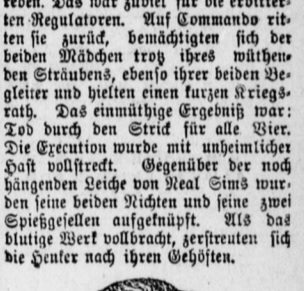 reden. Das war zuviel für die erbitter-
ten Regulatoren. Auf Commando rit-
ten sie zurück, bemächtigten sich der
beiden Mädchen trotz ihres wüthen-
den Sträubens, ebenso ihrer beiden Be-
gleiter und hielten einen kurzen Kriegs-
rath. Das einmüthige Ergebniß war:
Tod durch den Strick für alle Vier.
Die Execution wurde mit unheimlicher
Hast vollstreckt. Gegenüber der noch
hängenden Leiche von Neal Sims wur-
den seine beiden Nichten und seine zwei
Spießgesellen aufgeknüpft. Als das
blutige Werk vollbracht, zerstreuten sich
die Henker nach ihren Gehöften.